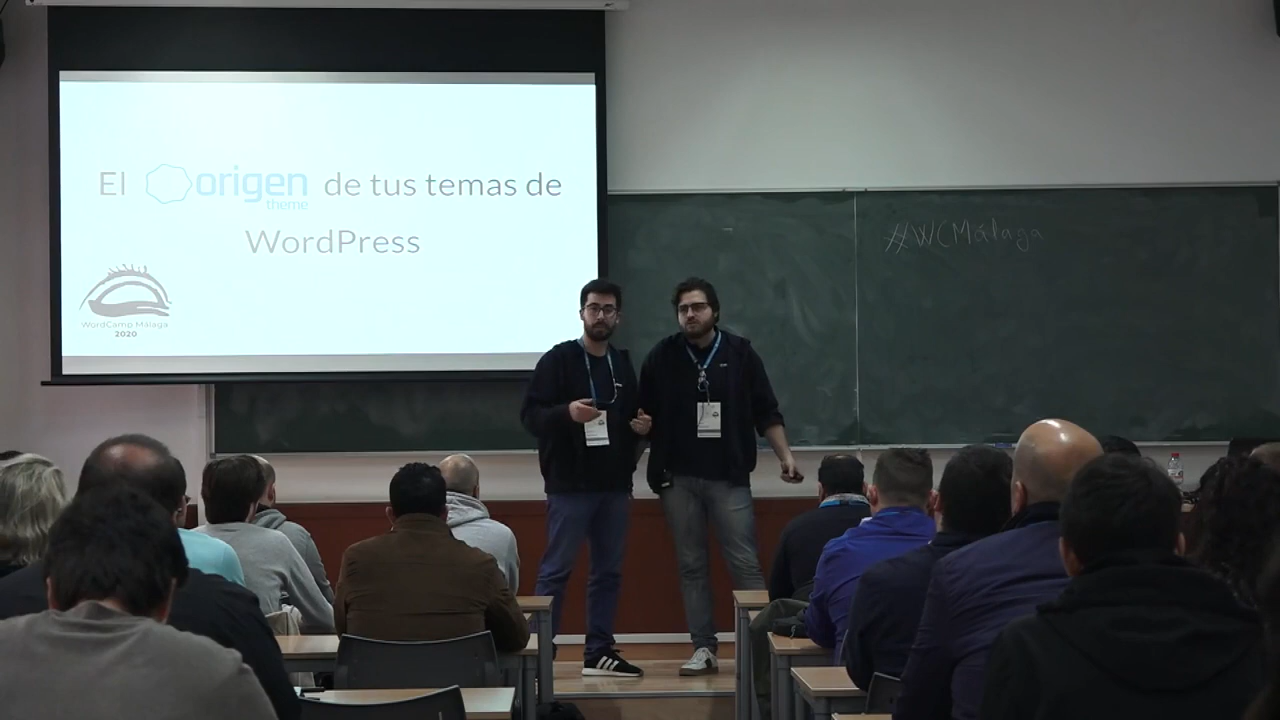 El origen de tus temas de
theme
WordPress
WordCamp Málaga
2020
#WCMálaga